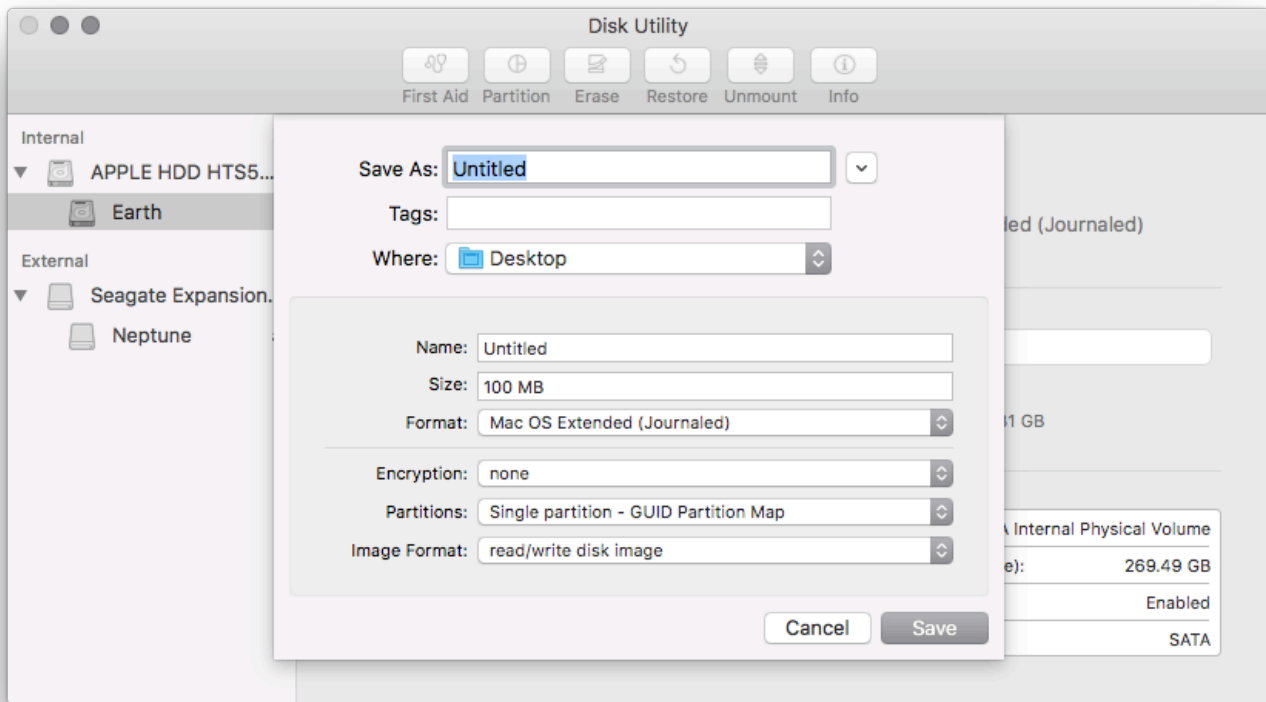 Disk Utility
First Aid Partition Erase Restore Unmount Info
Internal
APPLE HDD HTS5...
Earth
External
Seagate Expansion.
Neptune
Save As: Untitled
Tags:
Where: Desktop
Name: Untitled
Size: 100 MB
Format: Mac OS Extended (Journaled)
Encryption: none
Partitions: Single partition - GUID Partition Map
Image Format: read/write disk image
Cancel Save
(Journaled)
GB
Internal Physical Volume
269.49 GB
Enabled
SATA